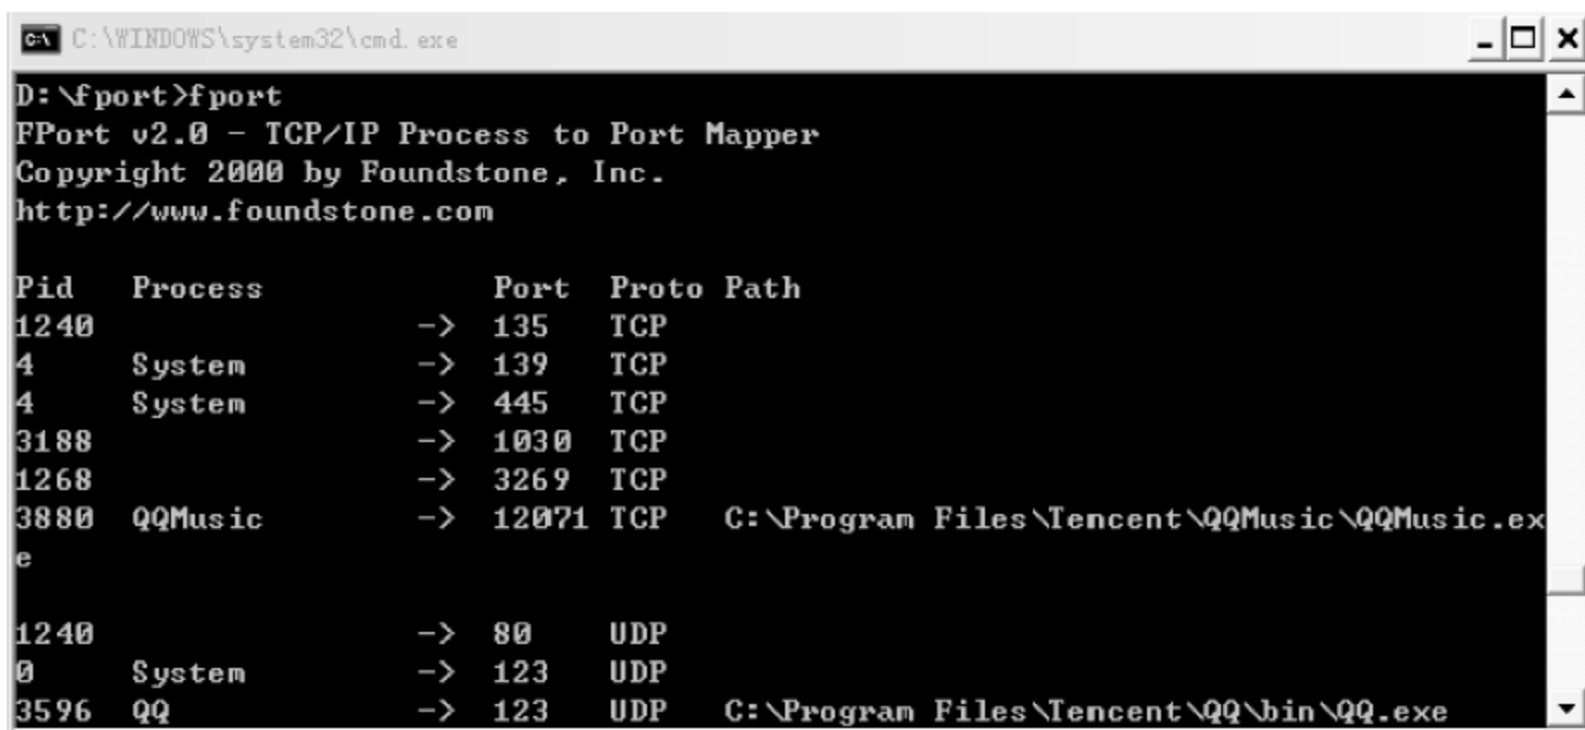 C:\WINDOWS\system32\cmd.exe
D:\fport>fport
FPort v2.0 - TCP/IP Process to Port Mapper
Copyright 2000 by Foundstone, Inc.
http://www.foundstone.com
Pid Process Port Proto Path
1240 -> 135 TCP
4 System -> 139 TCP
4 System -> 445 TCP
3188 -> 1030 TCP
1268 -> 3269 TCP
3880 QQMusic -> 12071 TCP C:\Program Files\Tencent\QQMusic\QQMusic.ex
e
1240 -> 80 UDP
0 System -> 123 UDP
3596 QQ -> 123 UDP C:\Program Files\Tencent\QQ\bin\QQ.exe